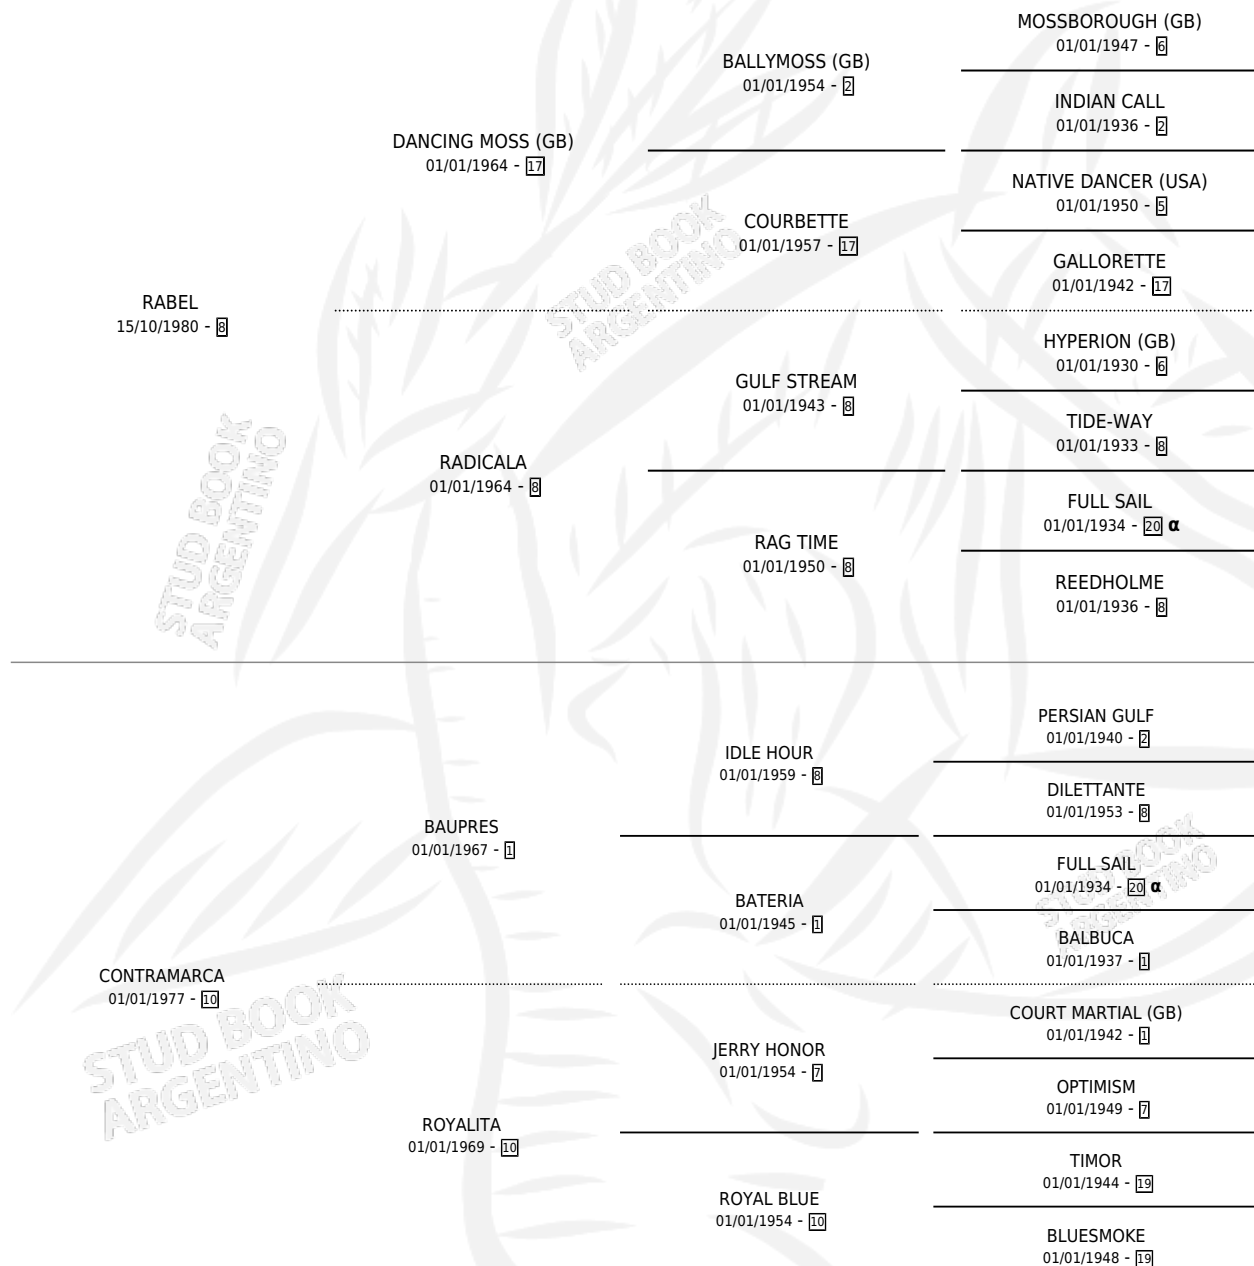 MOSSBOROUGH (GB)
01/01/1947 - 6
BALLYMOSS (GB)
01/01/1954 - 2
INDIAN CALL
01/01/1936 - 2
DANCING MOSS (GB)
01/01/1964 - 17
NATIVE DANCER (USA)
01/01/1950 - 5
COURBETTE
01/01/1957 - 17
GALLORETTE
01/01/1942 - 17
RABEL
15/10/1980 - 8
HYPERION (GB)
01/01/1930 - 6
GULF STREAM
01/01/1943 - 8
TIDE-WAY
01/01/1933 - 8
RADICALA
01/01/1964 - 8
FULL SAIL
01/01/1934 - 20 α
RAG TIME
01/01/1950 - 8
REEDHOLME
01/01/1936 - 8
PERSIAN GULF
01/01/1940 - 2
IDLE HOUR
01/01/1959 - 8
DILETTANTE
01/01/1953 - 8
BAUPRES
01/01/1967 - 1
FULL SAIL
01/01/1934 - 20 α
BATERIA
01/01/1945 - 1
BALBUCA
01/01/1937 - 1
CONTRAMARCA
01/01/1977 - 10
COURT MARTIAL (GB)
01/01/1942 - 1
JERRY HONOR
01/01/1954 - 7
OPTIMISM
01/01/1949 - 7
ROYALITA
01/01/1969 - 10
TIMOR
01/01/1944 - 19
ROYAL BLUE
01/01/1954 - 10
BLUESMOKE
01/01/1948 - 19
STUD BOOK
ARGENTINO
STUD BOOK
ARGENTINO
STUD BOOK
ARGENTINO
STUD BOOK
ARGENTINO